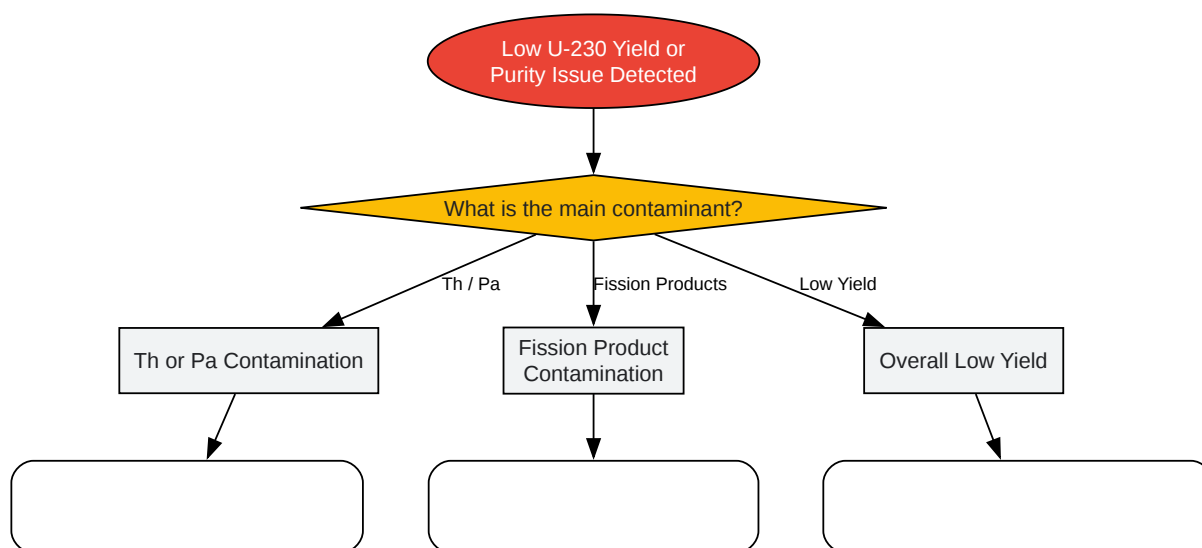 Low U-230 Yield or
Purity Issue Detected
What is the main contaminant?
Th / Pa
Fission Products
Low Yield
Th or Pa Contamination
Fission Product
Contamination
Overall Low Yield